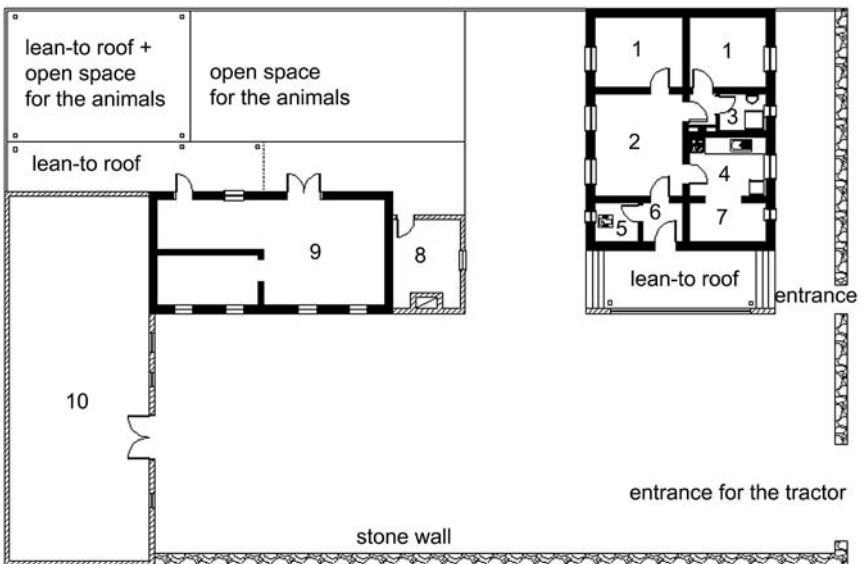 lean-to roof +
open space
for the animals
open space
for the animals
lean-to roof
1
1
2
3
4
5
6
7
8
9
10
lean-to roof
entrance
entrance for the tractor
stone wall